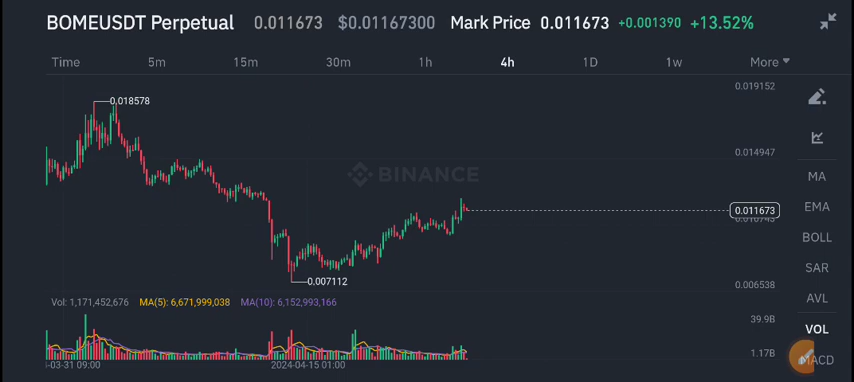 BOMEUSDT Perpetual 0.011673 $0.01167300 Mark Price 0.011673 +0.001390 +13.52%
Time 5m 15m 30m 1h 4h 1D 1w More
0.019152
0.018578
0.014947
BINANCE
MA
EMA
0.011673
BOLL
SAR
0.007112
0.006538
AVL
Vol: 1,171,452,676 MA(5): 6,671,999,038 MA(10): 6,152,993,166
39.9B
VOL
1.17B
MACD
-03-31 09:00 2024-04-15 01:00